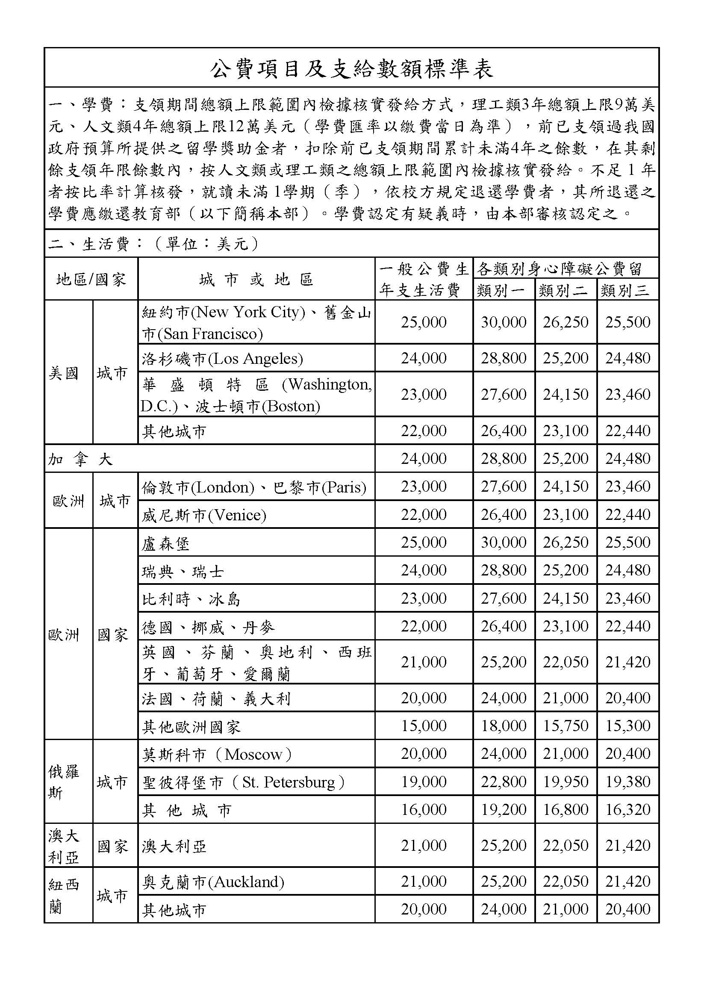 公費項目及支給數額標準表
一、學費：支領期間總額上限範圍內檢據核實發給方式，理工類3年總額上限9萬美
元、人文類4年總額上限12萬美元（學費匯率以繳費當日為準），前已支領過我國
政府預算所提供之留學獎助金者，扣除前已支領期間累計未滿4年之餘數，在其剩
餘支領年限餘數內，按人文類或理工類之總額上限範圍內檢據核實發給。不足 1 年
者按比率計算核發，就讀未滿 1學期（季），依校方規定退還學費者，其所退還之
學費應繳還教育部（以下簡稱本部）。學費認定有疑義時，由本部審核認定之。
二、生活費：（單位：美元）
地區/國家 城市或地區 一般公費生 各類別身心障礙公費留
年支生活費 類別一 類別二 類別三
美國 城市
紐約市(New York City)、舊金山
市(San Francisco) 25,000 30,000 26,250 25,500
洛杉磯市(Los Angeles) 24,000 28,800 25,200 24,480
華盛頓特區(Washington,
D.C.)、波士頓市(Boston) 23,000 27,600 24,150 23,460
其他城市 22,000 26,400 23,100 22,440
加拿大 24,000 28,800 25,200 24,480
歐洲 城市
倫敦市(London)、巴黎市(Paris) 23,000 27,600 24,150 23,460
威尼斯市(Venice) 22,000 26,400 23,100 22,440
歐洲 國家
盧森堡 25,000 30,000 26,250 25,500
瑞典、瑞士 24,000 28,800 25,200 24,480
比利時、冰島 23,000 27,600 24,150 23,460
德國、挪威、丹麥 22,000 26,400 23,100 22,440
英國、芬蘭、奧地利、西班
牙、葡萄牙、愛爾蘭 21,000 25,200 22,050 21,420
法國、荷蘭、義大利 20,000 24,000 21,000 20,400
其他歐洲國家 15,000 18,000 15,750 15,300
俄羅
斯 城市
莫斯科市（Moscow） 20,000 24,000 21,000 20,400
聖彼得堡市（St. Petersburg） 19,000 22,800 19,950 19,380
其他城市 16,000 19,200 16,800 16,320
澳大
利亞 國家 澳大利亞 21,000 25,200 22,050 21,420
紐西
蘭 城市
奧克蘭市(Auckland) 21,000 25,200 22,050 21,420
其他城市 20,000 24,000 21,000 20,400